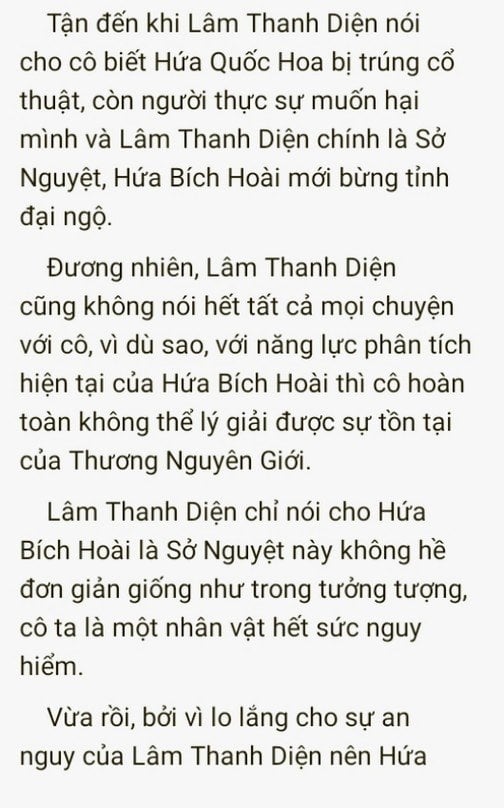 Tận đến khi Lâm Thanh Diện nói
cho cô biết Hứa Quốc Hoa bị trúng cổ
thuật, còn người thực sự muốn hại
mình và Lâm Thanh Diện chính là Sở
Nguyệt, Hứa Bích Hoài mới bừng tỉnh
đại ngộ.
Đương nhiên, Lâm Thanh Diện
cũng không nói hết tất cả mọi chuyện
với cô, vì dù sao, với năng lực phân tích
hiện tại của Hứa Bích Hoài thì cô hoàn
toàn không thể lý giải được sự tồn tại
của Thương Nguyên Giới.
Lâm Thanh Diện chỉ nói cho Hứa
Bích Hoài là Sở Nguyệt này không hề
đơn giản giống như trong tưởng tượng,
cô ta là một nhân vật hết sức nguy
hiểm.
Vừa rồi, bởi vì lo lắng cho sự an
nguy của Lâm Thanh Diện nên Hứa